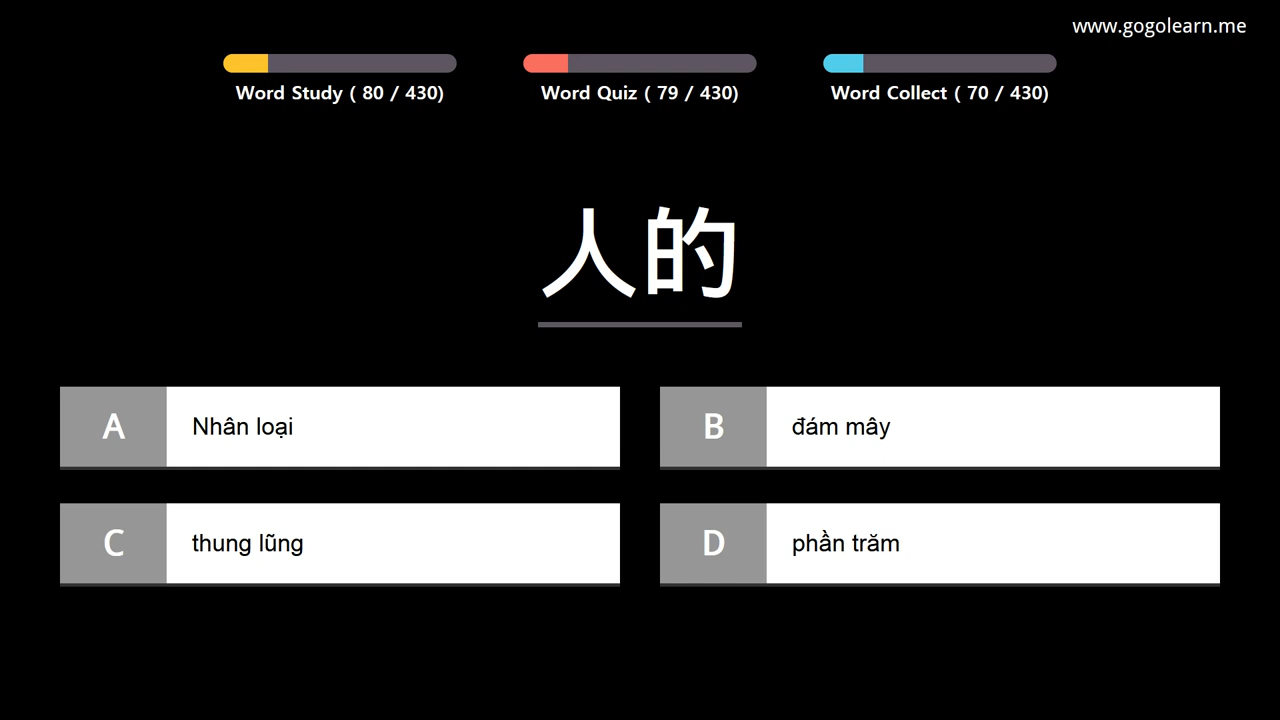 www.gogolearn.me
Word Study ( 80 / 430)
Word Quiz ( 79 / 430)
Word Collect ( 70 / 430)
人的
A Nhân loại
B đám mây
C thung lũng
D phần trăm